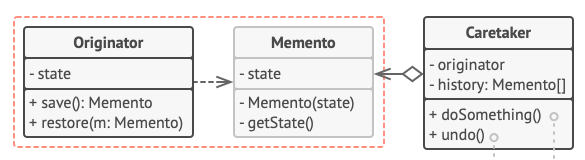 Originator
- state
+ save(): Memento
+ restore(m: Memento)
Memento
- state
- Memento(state)
- getState()
Caretaker
- originator
- history: Memento[]
+ doSomething()
+ undo()